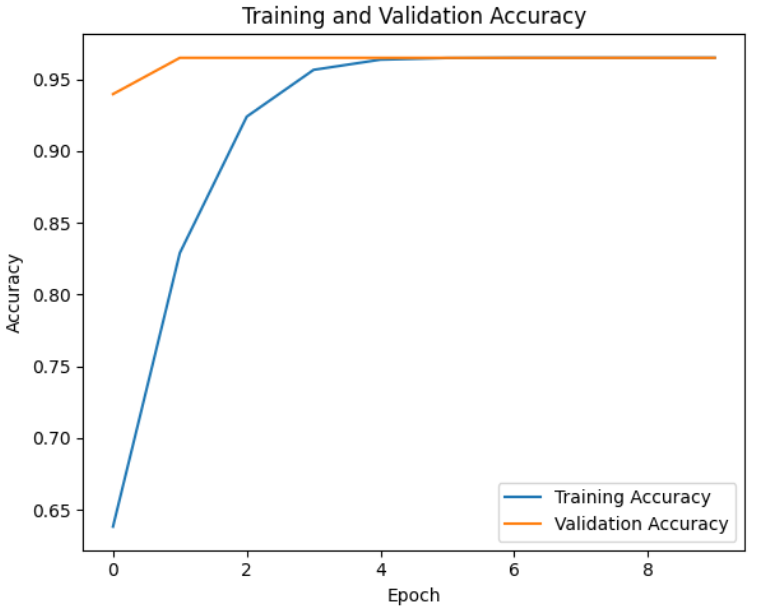 Training and Validation Accuracy
Accuracy
0.95
0.90
0.85
0.80
0.75
0.70
0.65
Training Accuracy
Validation Accuracy
0 2 4 6 8
Epoch